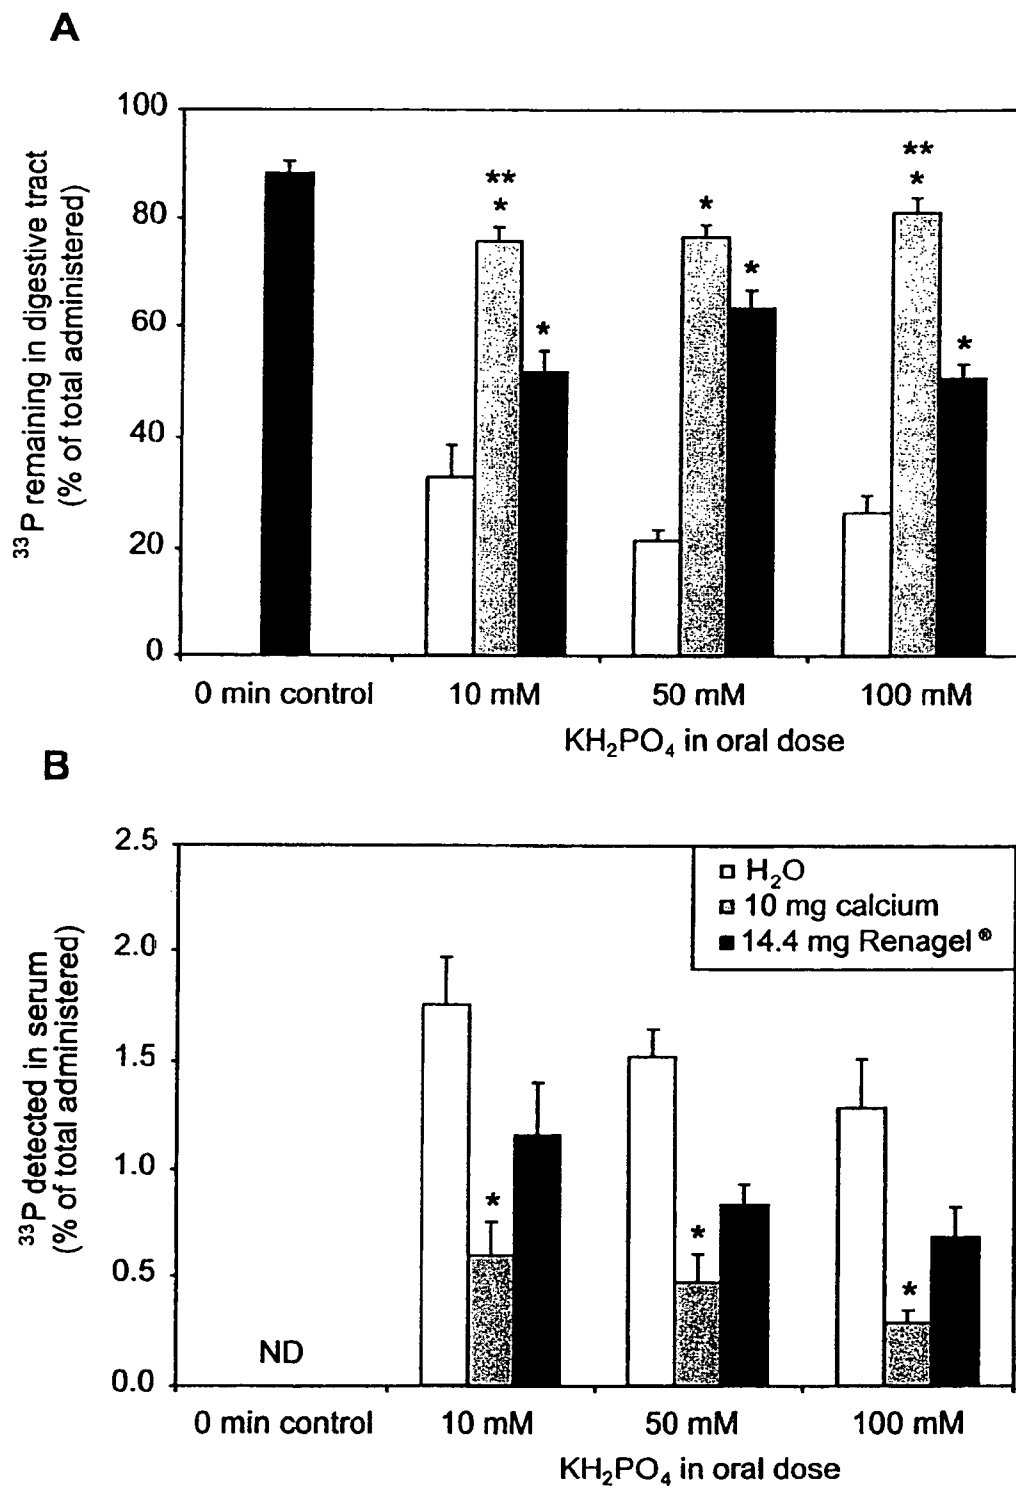 A
³³P remaining in digestive tract
(% of total administered)
100
80
60
40
20
0
**
*
*
*
*
**
*
*
0 min control 10 mM 50 mM 100 mM
KH₂PO₄ in oral dose
B
³³P detected in serum
(% of total administered)
2.5
2.0
1.5
1.0
0.5
0.0
H₂O
10 mg calcium
14.4 mg Renagel®
*
*
*
ND
0 min control 10 mM 50 mM 100 mM
KH₂PO₄ in oral dose